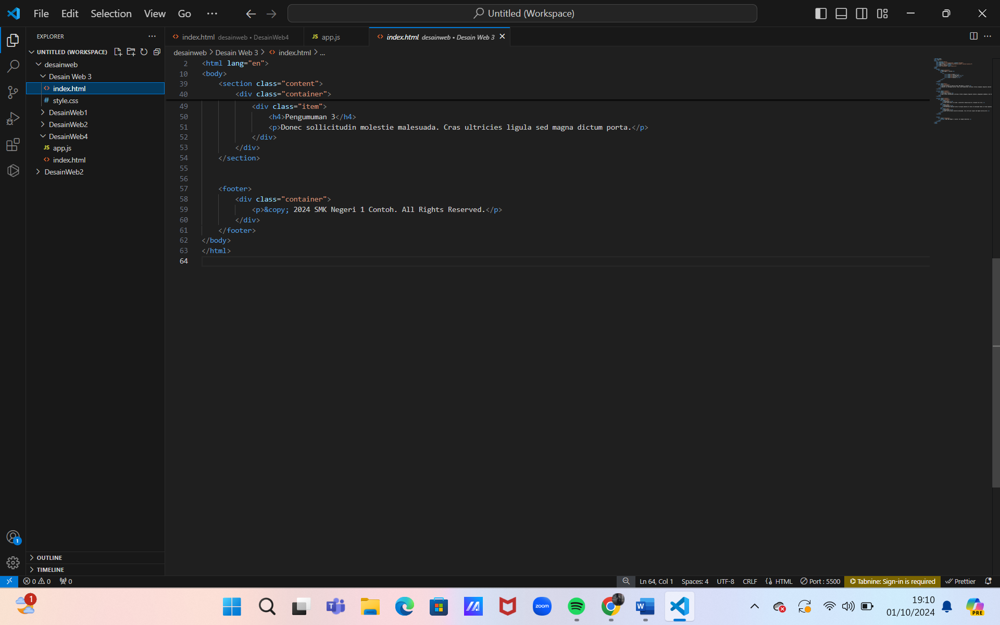 File Edit Selection View Go
Untitled (Workspace)
EXPLORER
UNTITLED (WORKSPACE)
desainweb
Desain Web 3
index.html
style.css
DesainWeb1
DesainWeb2
DesainWeb4
JS app.js
index.html
DesainWeb2
OUTLINE
TIMELINE
index.html desainweb • DesainWeb4
JS app.js
index.html desainweb • Desain Web 3
desainweb > Desain Web 3 > index.html > ...
2 <html lang="en">
10 <body>
39 <section class="content">
40 <div class="container">
49 <div class="item">
50 <h4>Pengumuman 3</h4>
51 <p>Donec sollicitudin molestie malesuada. Cras ultricies ligula sed magna dictum porta.</p>
52 </div>
53 </div>
54 </section>
55
56
57 <footer>
58 <div class="container">
59 <p>&copy; 2024 SMK Negeri 1 Contoh. All Rights Reserved.</p>
60 </div>
61 </footer>
62 </body>
63 </html>
64
1
0 0 0
Ln 64, Col 1 Spaces: 4 UTF-8 CRLF HTML Port : 5500 Tabnine: Sign-in is required Prettier
1
zoom
W
T
PRE
19:10
01/10/2024